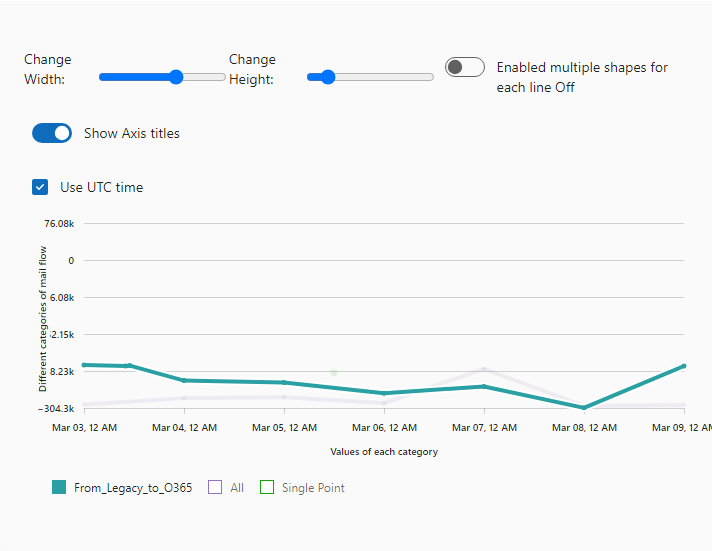 Change
Width:
Change
Height:
Enabled multiple shapes for
each line Off
Show Axis titles
Use UTC time
76.08k
0
6.08k
2.15k
8.23k
−304.3k
Different categories of mail flow
Mar 03, 12 AM
Mar 04, 12 AM
Mar 05, 12 AM
Mar 06, 12 AM
Mar 07, 12 AM
Mar 08, 12 AM
Mar 09, 12 AM
Values of each category
From_Legacy_to_O365
All
Single Point